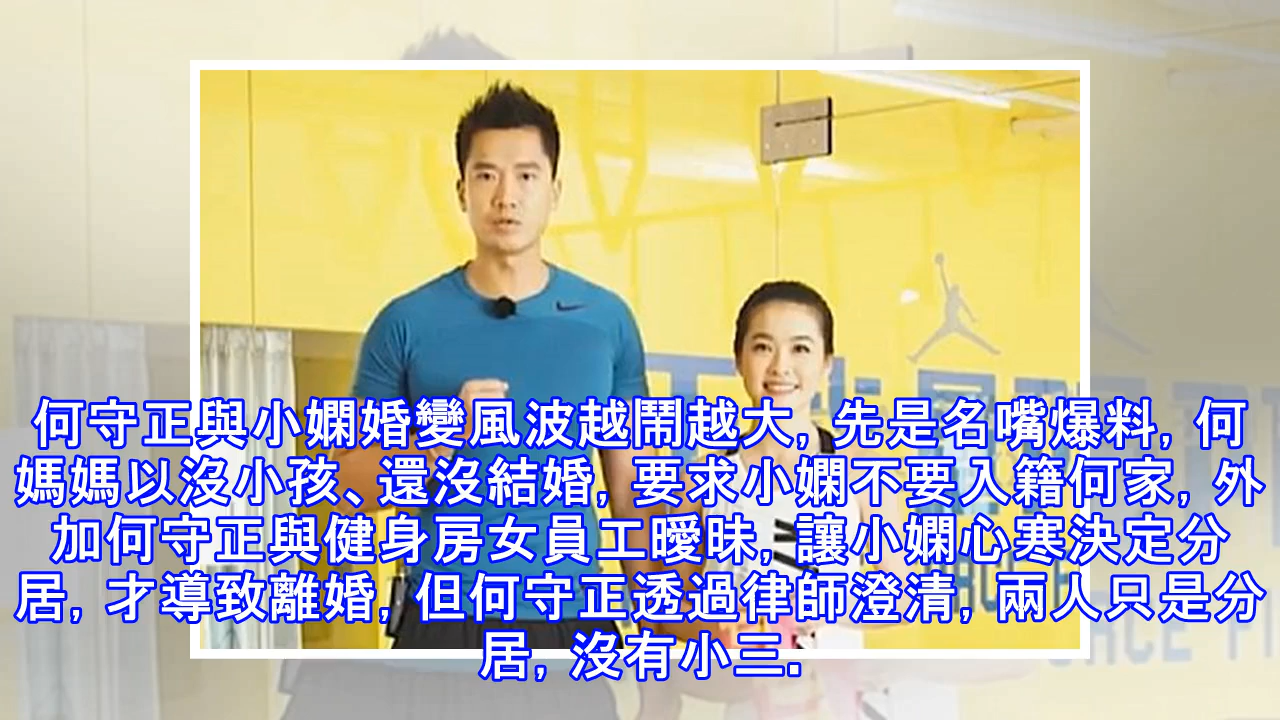 何守正與小嫻婚變風波越鬧越大, 先是名嘴爆料, 何
媽媽以沒小孩、還沒結婚, 要求小嫻不要入籍何家, 外
加何守正與健身房女員工曖昧, 讓小嫻心寒決定分
居, 才導致離婚, 但何守正透過律師澄清, 兩人只是分
居, 沒有小三.